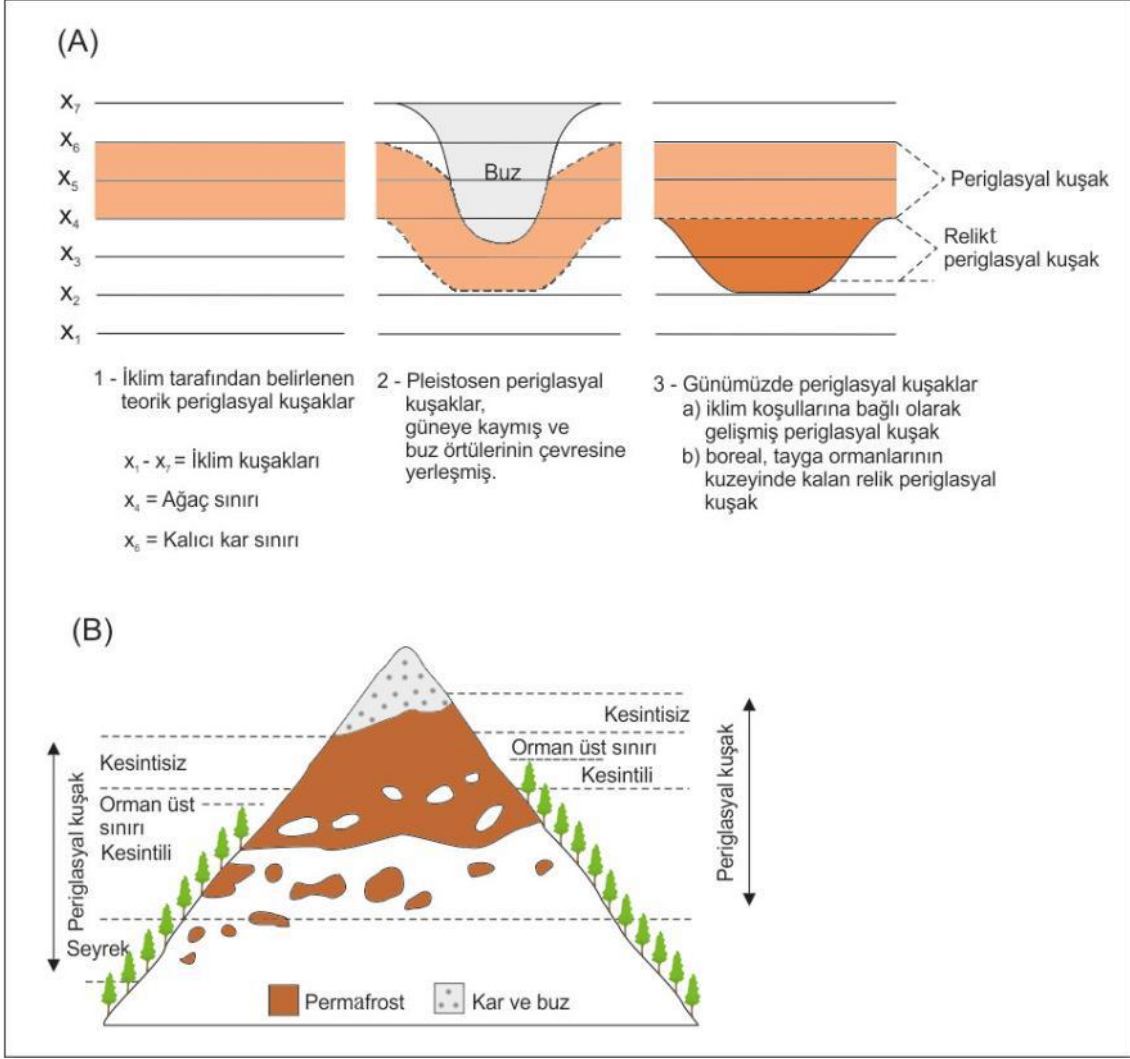 (A)
x₇
x₆
x₅
x₄
x₃
x₂
x₁
Buz
Periglasyal kuşak
Relikt
periglasyal kuşak
1 - İklim tarafından belirlenen
teorik periglasyal kuşaklar
x₁ - x₇ = İklim kuşakları
x₄ = Ağaç sınırı
x₆ = Kalıcı kar sınırı
2 - Pleistosen periglasyal
kuşaklar,
güneye kaymış ve
buz örtülerinin çevresine
yerleşmiş.
3 - Günümüzde periglasyal kuşaklar
a) iklim koşullarına bağlı olarak
gelişmiş periglasyal kuşak
b) boreal, tayga ormanlarının
kuzeyinde kalan relik periglasyal
kuşak
(B)
Periglasyal kuşak
Kesintisiz
Orman üst
sınırı
Kesintili
Seyrek
Kesintisiz
Orman üst sınırı
Kesintili
Periglasyal kuşak
Permafrost
Kar ve buz